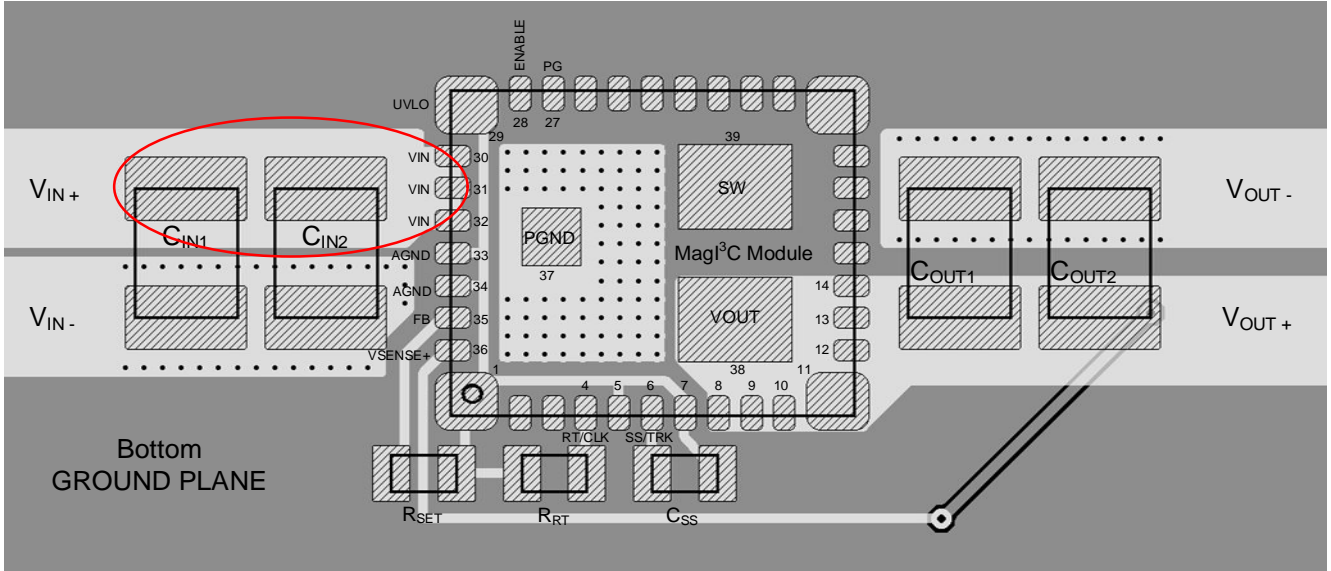 ENABLE
PG
UVLO
28
27
29
39
VIN
30
VIN
31
VIN
32
AGND
33
AGND
34
FB
35
VSENSE+
36
V_IN +
C_IN1
C_IN2
V_IN -
PGND
37
SW
MagI³C Module
VOUT
38
14
13
12
11
V_OUT -
C_OUT1
C_OUT2
V_OUT +
1
4
5
6
7
8
9
10
RT/CLK
SS/TRK
Bottom
GROUND PLANE
R_SET
R_RT
C_SS